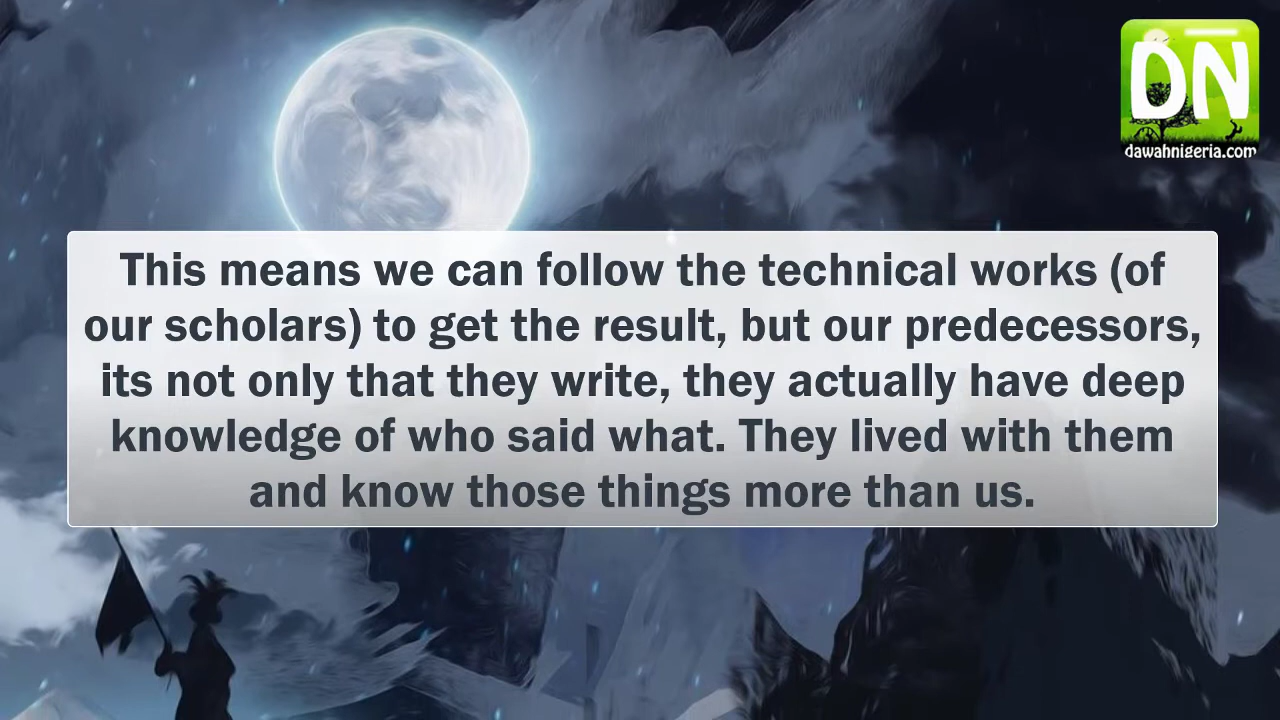 DN
dawahnigeria.com
This means we can follow the technical works (of
our scholars) to get the result, but our predecessors,
its not only that they write, they actually have deep
knowledge of who said what. They lived with them
and know those things more than us.